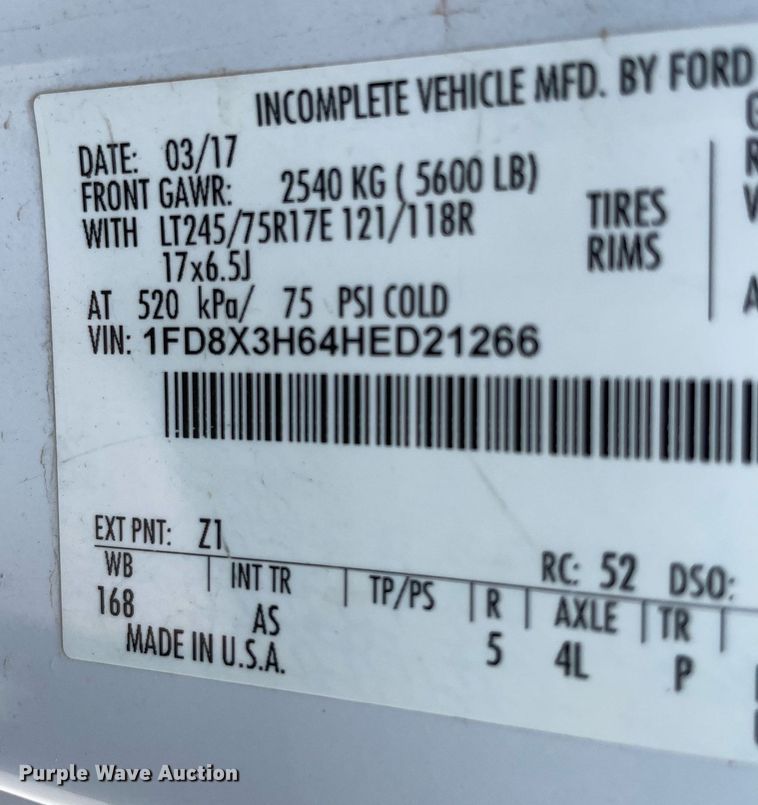 INCOMPLETE VEHICLE MFD. BY FORD
DATE: 03/17
FRONT GAWR: 2540 KG ( 5600 LB)
WITH LT245/75R17E 121/118R TIRES
17x6.5J RIMS
AT 520 kPa/ 75 PSI COLD
VIN: 1FD8X3H64HED21266
EXT PNT: Z1 RC: 52 DSO:
WB | INT TR | TP/PS | R | AXLE | TR |
168 AS 5 4L P
MADE IN U.S.A.
Purple Wave Auction